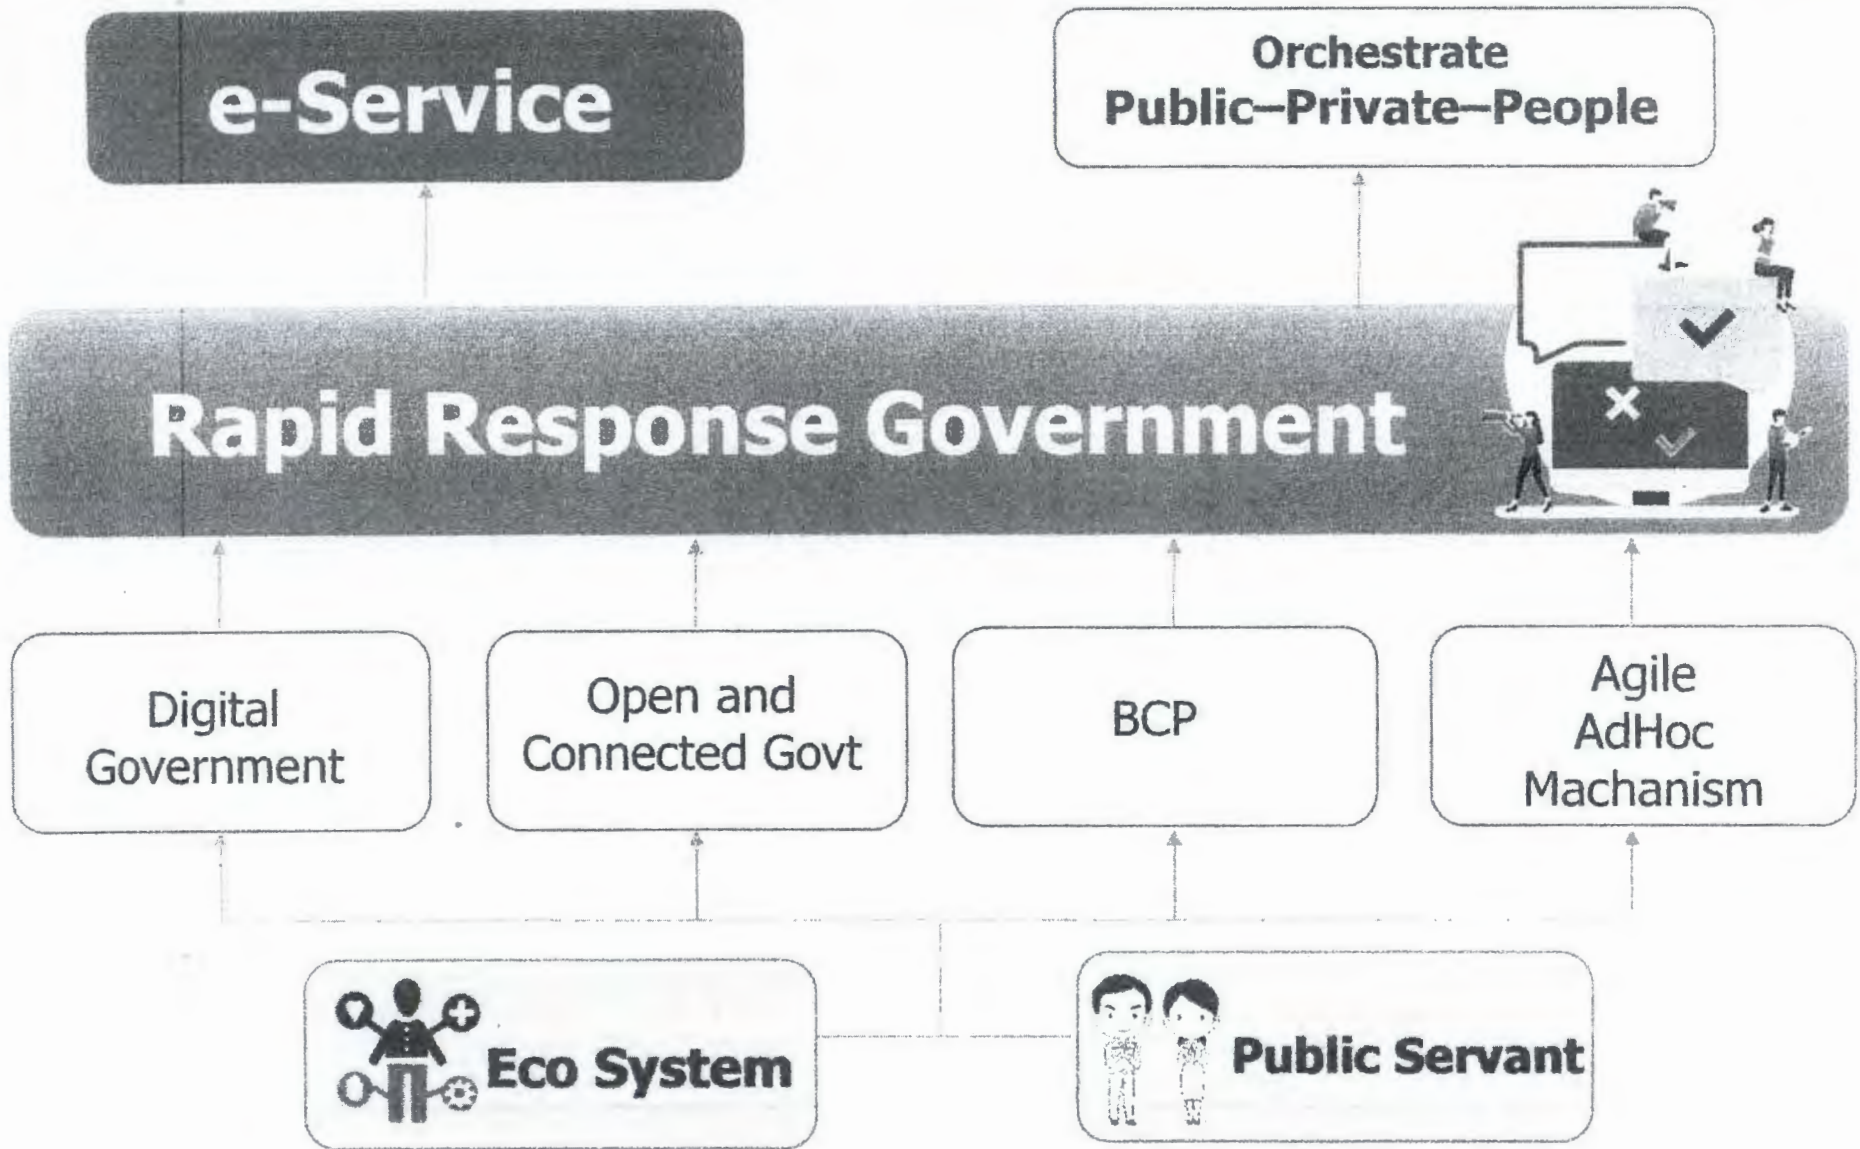 e-Service
Orchestrate
Public–Private–People
Rapid Response Government
Digital
Government
Open and
Connected Govt
BCP
Agile
AdHoc
Machanism
Eco System
Public Servant